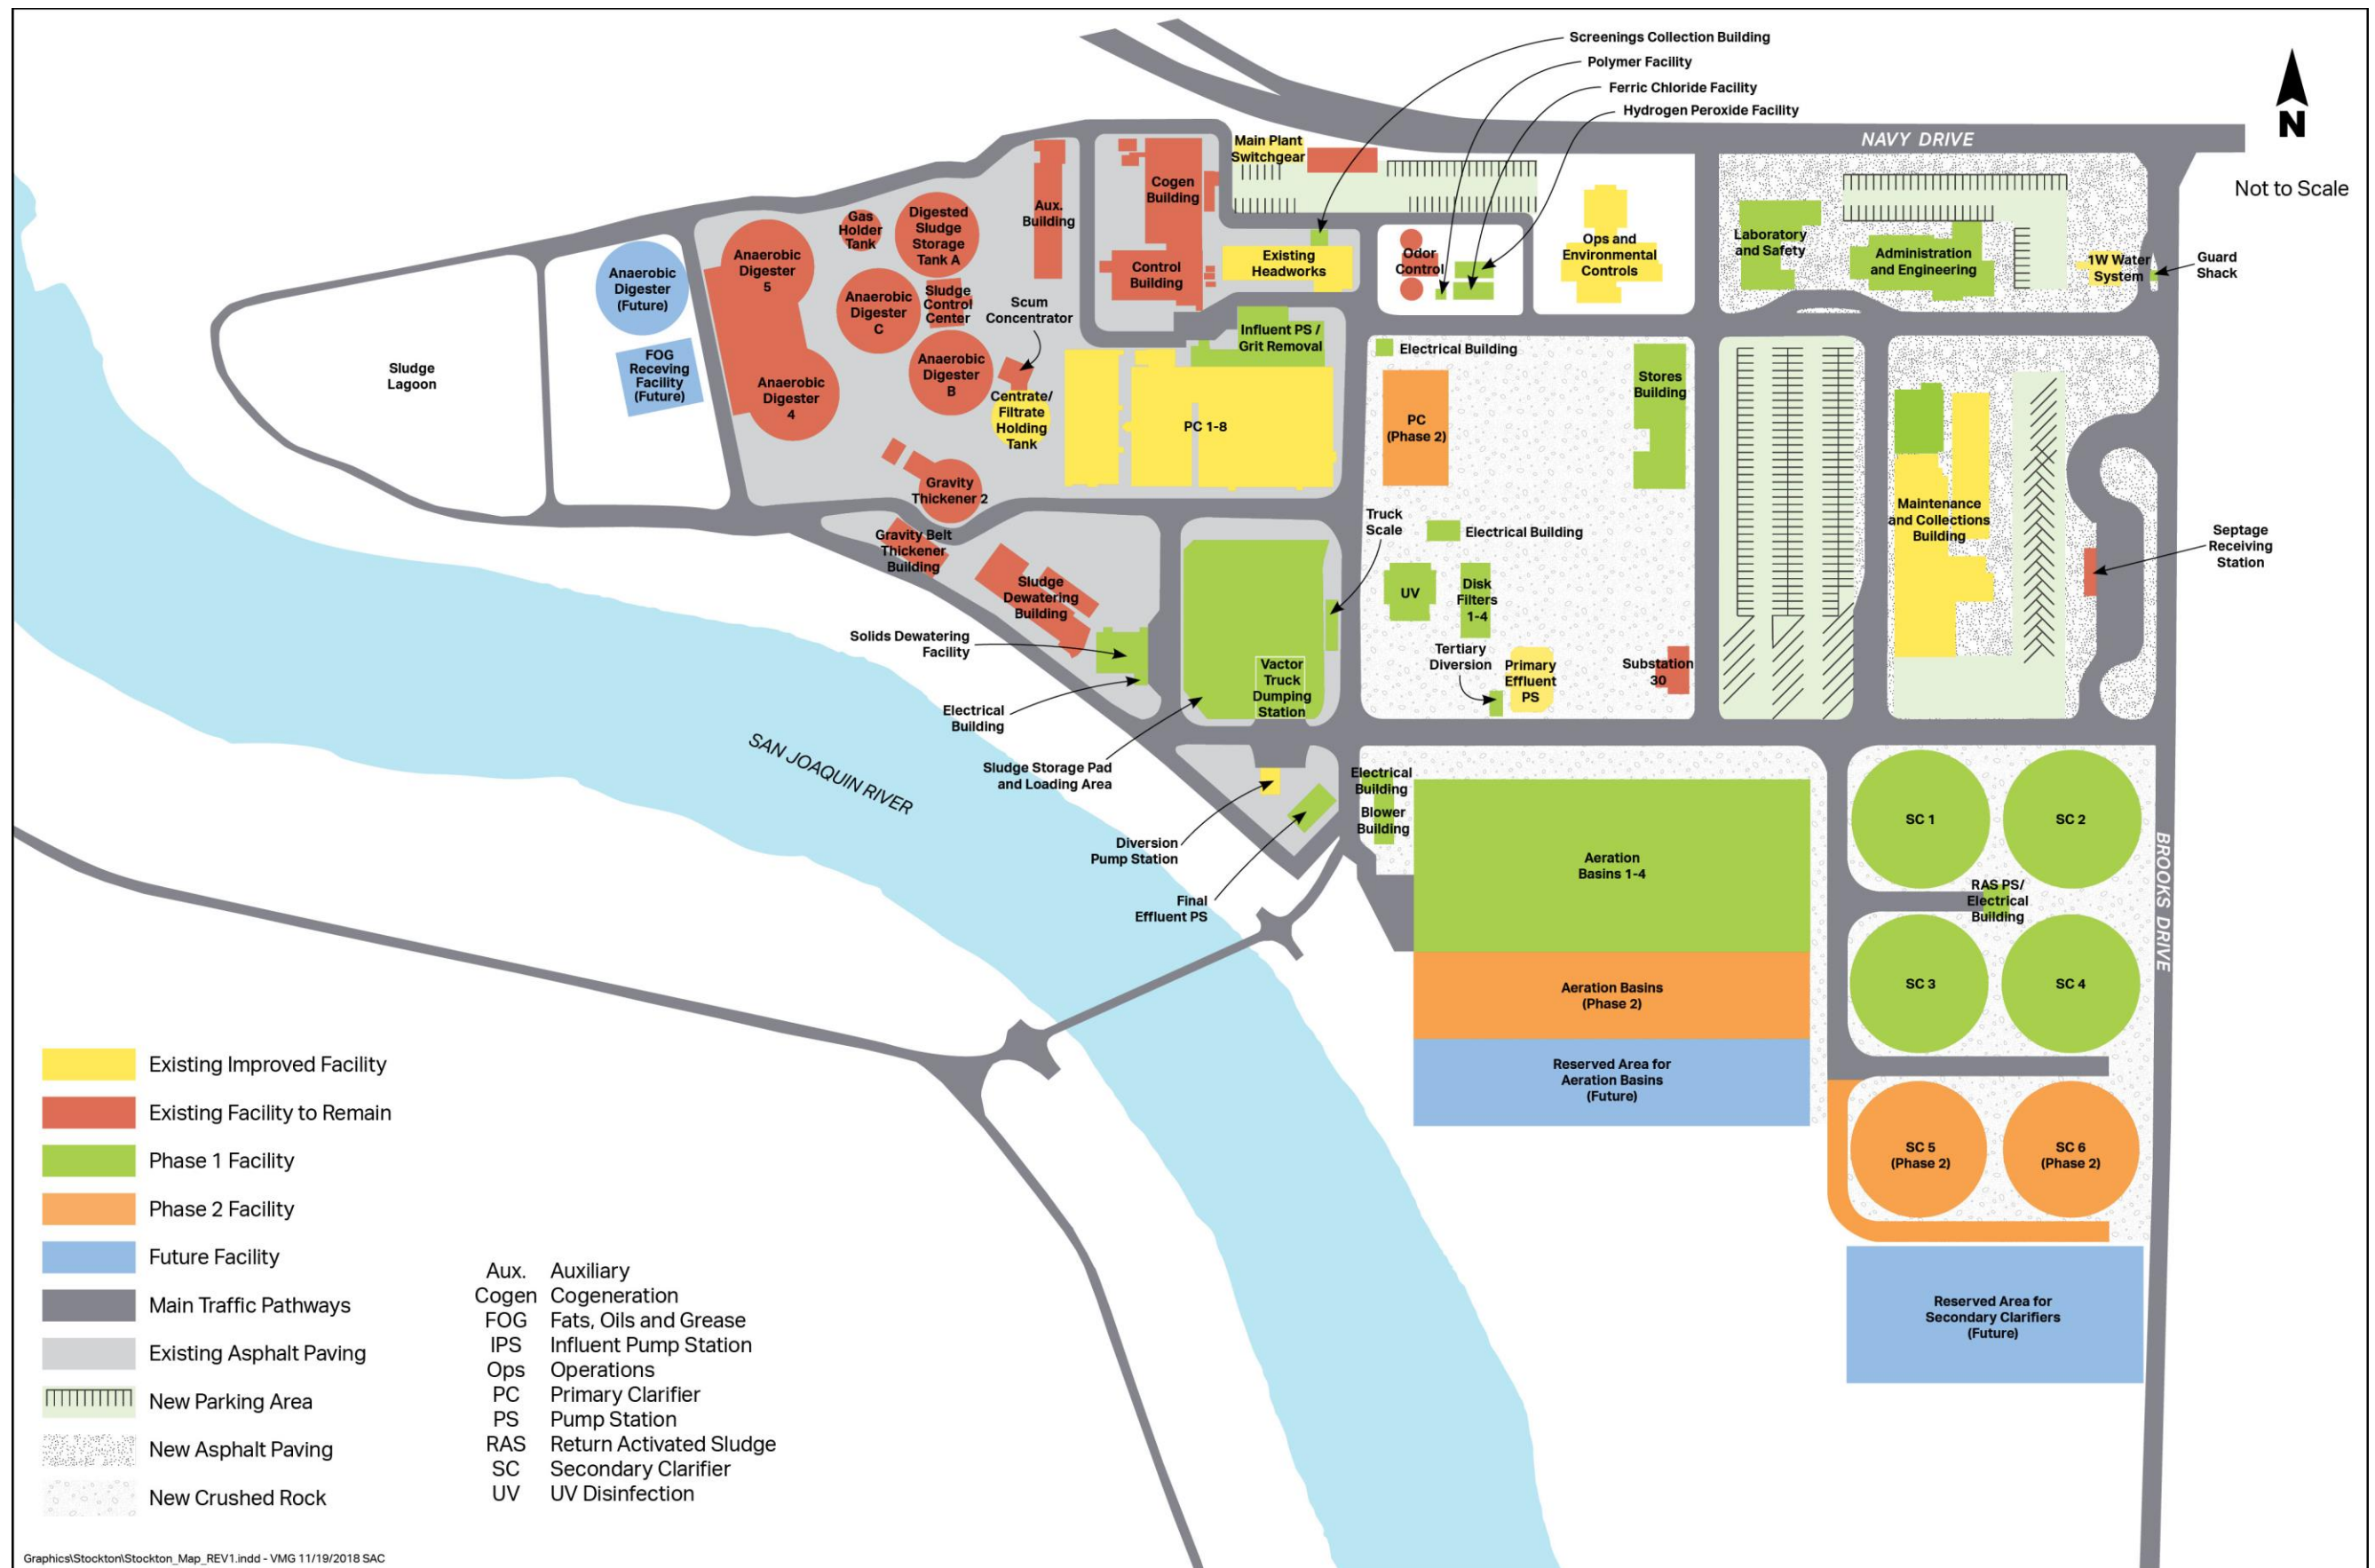 Screenings Collection Building
Polymer Facility
Ferric Chloride Facility
Hydrogen Peroxide Facility
N
Not to Scale
NAVY DRIVE
Main Plant
Switchgear
Cogen
Building
Aux.
Building
Gas
Holder
Tank
Digested
Sludge
Storage
Tank A
Anaerobic
Digester
5
Anaerobic
Digester
(Future)
Control
Building
Existing
Headworks
Odor
Control
Ops and
Environmental
Controls
Laboratory
and Safety
Administration
and Engineering
1W Water
System
Guard
Shack
Anaerobic
Digester
C
Sludge
Control
Center
Scum
Concentrator
Influent PS /
Grit Removal
Electrical Building
Sludge
Lagoon
FOG
Receving
Facility
(Future)
Anaerobic
Digester
4
Anaerobic
Digester
B
Centrate/
Filtrate
Holding
Tank
PC 1-8
PC
(Phase 2)
Stores
Building
Gravity
Thickener 2
Maintenance
and Collections
Building
Truck
Scale
Electrical Building
Septage
Receiving
Station
Gravity Belt
Thickener
Building
Sludge
Dewatering
Building
UV
Disk
Filters
1-4
Solids Dewatering
Facility
Vactor
Truck
Dumping
Station
Tertiary
Diversion
Primary
Effluent
PS
Substation
30
Electrical
Building
SAN JOAQUIN RIVER
Sludge Storage Pad
and Loading Area
Electrical
Building
Blower
Building
Diversion
Pump Station
Final
Effluent PS
Aeration
Basins 1-4
SC 1
SC 2
RAS PS/
Electrical
Building
BROOKS DRIVE
SC 3
SC 4
Aeration Basins
(Phase 2)
Reserved Area for
Aeration Basins
(Future)
SC 5
(Phase 2)
SC 6
(Phase 2)
Reserved Area for
Secondary Clarifiers
(Future)
Existing Improved Facility
Existing Facility to Remain
Phase 1 Facility
Phase 2 Facility
Future Facility
Main Traffic Pathways
Existing Asphalt Paving
New Parking Area
New Asphalt Paving
New Crushed Rock
Aux. Auxiliary
Cogen Cogeneration
FOG Fats, Oils and Grease
IPS Influent Pump Station
Ops Operations
PC Primary Clarifier
PS Pump Station
RAS Return Activated Sludge
SC Secondary Clarifier
UV UV Disinfection
Graphics\Stockton\Stockton_Map_REV1.indd - VMG 11/19/2018 SAC